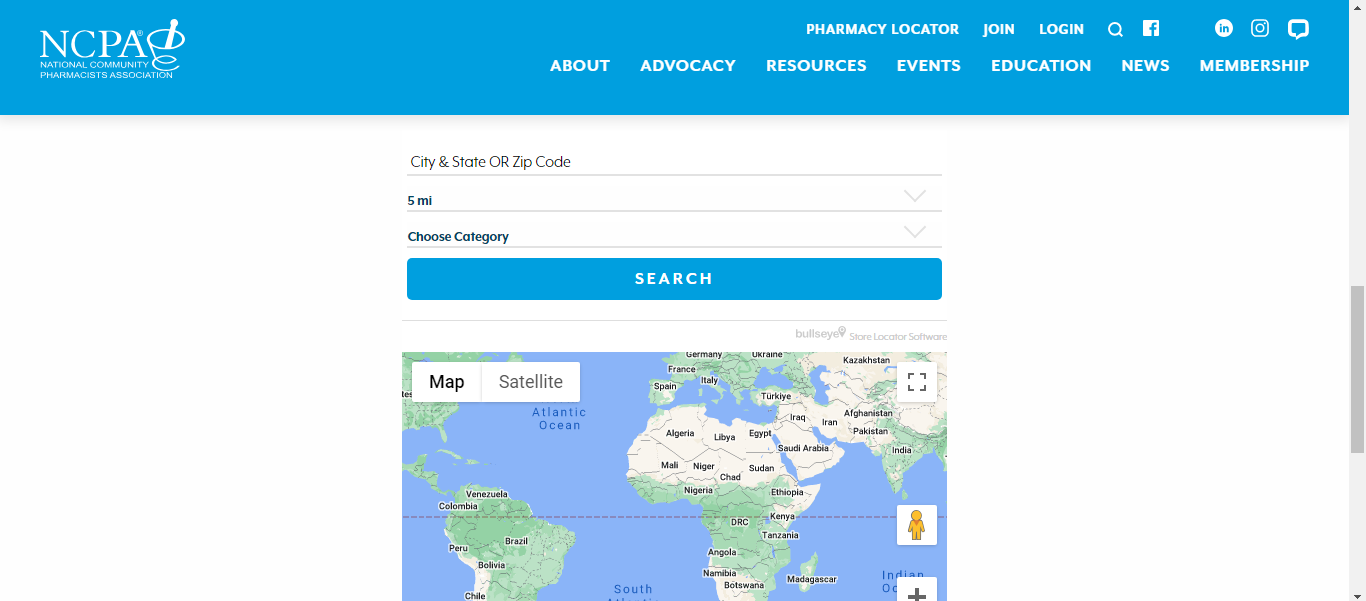 PHARMACY LOCATOR JOIN LOGIN
NCPA®
NATIONAL COMMUNITY
PHARMACISTS ASSOCIATION
ABOUT ADVOCACY RESOURCES EVENTS EDUCATION NEWS MEMBERSHIP
City & State OR Zip Code
5 mi
Choose Category
SEARCH
bullseye Store Locator Software
Map Satellite
Germany Ukraine
Kazakhstan
France
Italy
Spain
Türkiye
Atlantic
Ocean
Iraq Iran Afghanistan
Pakistan
Algeria Libya Egypt
Saudi Arabia India
Mali Niger Sudan
Chad
Nigeria Ethiopia
Venezuela
Colombia
Kenya
DRC
Tanzania
Brazil
Peru
Angola
Bolivia
Namibia
Madagascar
Botswana
Indian
South
Chile